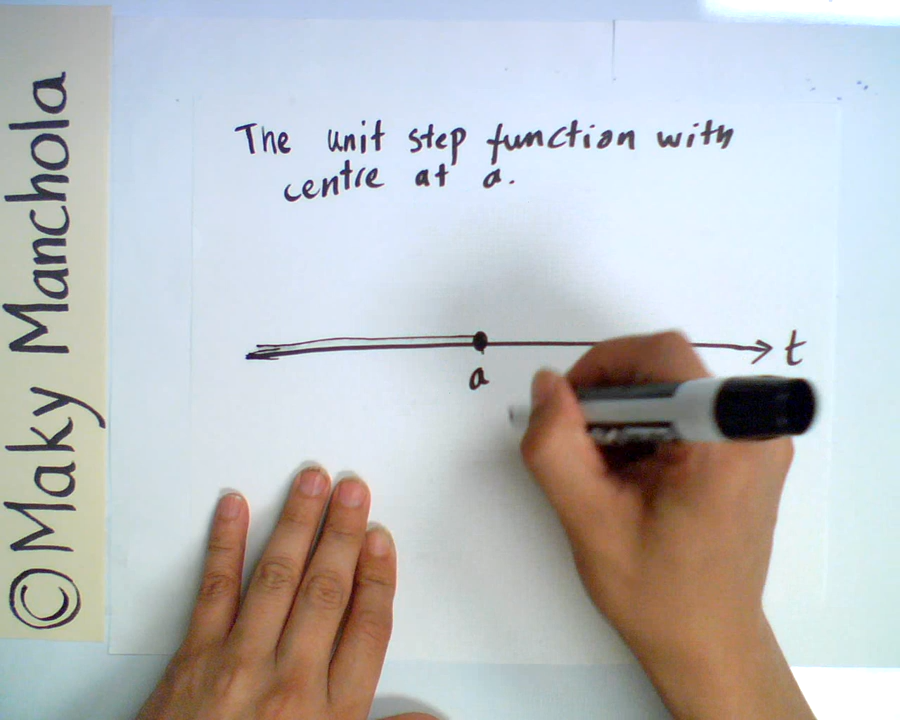 The unit step function with
centre at a.
t
a
©Maky Manchola